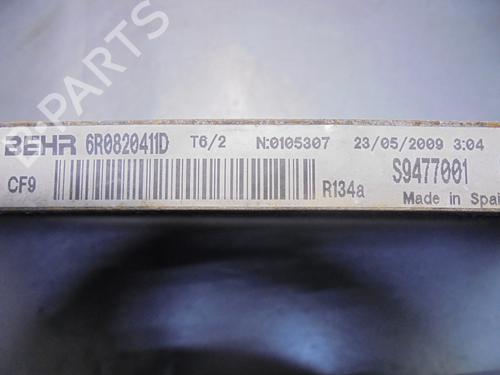 BEHR 6R0820411D T6/2 N:0105307 23/05/2009 3:04
CF9 R134a S9477001
Made in Spai
B-Parts